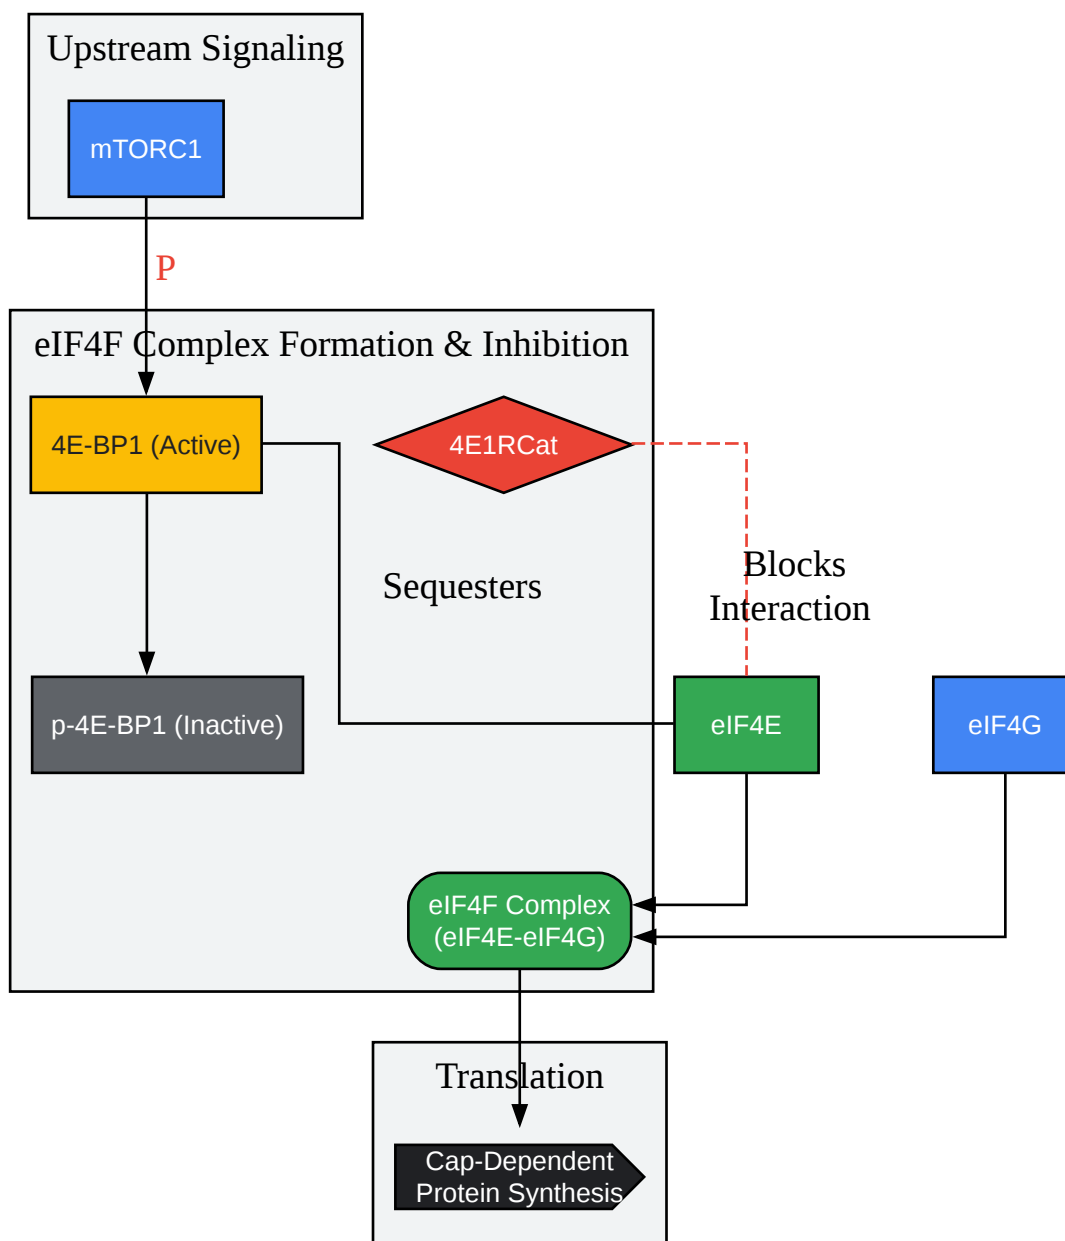 Upstream Signaling
mTORC1
P
eIF4F Complex Formation & Inhibition
4E-BP1 (Active)
4E1RCat
Sequesters
Blocks
Interaction
p-4E-BP1 (Inactive)
eIF4E
eIF4G
eIF4F Complex
(eIF4E-eIF4G)
Translation
Cap-Dependent
Protein Synthesis